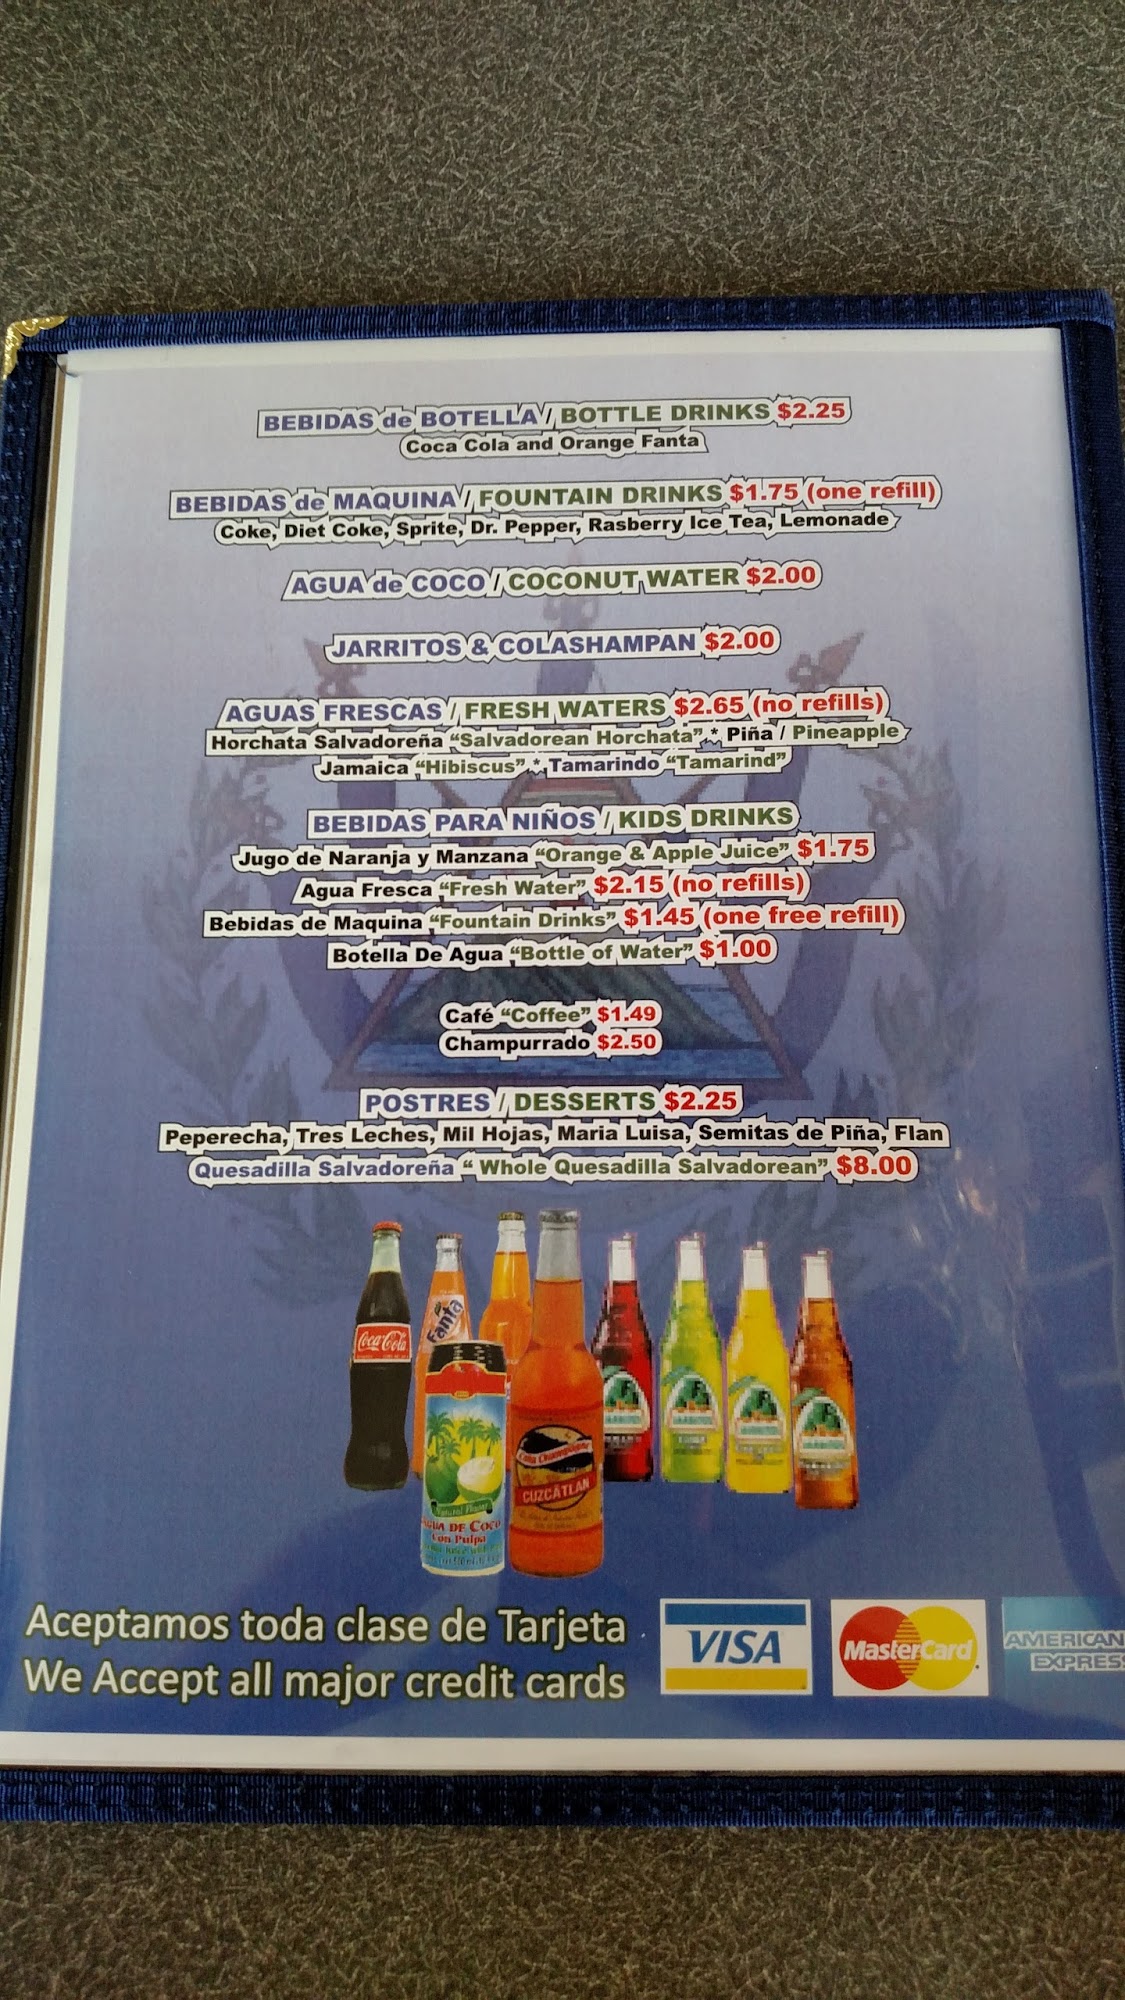 BEBIDAS de BOTELLA / BOTTLE DRINKS $2.25
Coca Cola and Orange Fanta
BEBIDAS de MAQUINA / FOUNTAIN DRINKS $1.75 (one refill)
Coke, Diet Coke, Sprite, Dr. Pepper, Rasberry Ice Tea, Lemonade
AGUA de COCO / COCONUT WATER $2.00
JARRITOS & COLASHAMPAN $2.00
AGUAS FRESCAS / FRESH WATERS $2.65 (no refills)
Horchata Salvadoreña “Salvadorean Horchata” * Piña / Pineapple
Jamaica “Hibiscus” * Tamarindo “Tamarind”
BEBIDAS PARA NIÑOS / KIDS DRINKS
Jugo de Naranja y Manzana “Orange & Apple Juice” $1.75
Agua Fresca “Fresh Water” $2.15 (no refills)
Bebidas de Maquina “Fountain Drinks” $1.45 (one free refill)
Botella De Agua “Bottle of Water” $1.00
Café “Coffee” $1.49
Champurrado $2.50
POSTRES / DESSERTS $2.25
Peperecha, Tres Leches, Mil Hojas, Maria Luisa, Semitas de Piña, Flan
Quesadilla Salvadoreña “ Whole Quesadilla Salvadorean” $8.00
Coca-Cola
Fanta
Cola Champagne
CUZCATLAN
Natural Flavor
AGUA DE COCO
Con Pulpa
Aceptamos toda clase de Tarjeta
We Accept all major credit cards
VISA
MasterCard
AMERICAN
EXPRESS